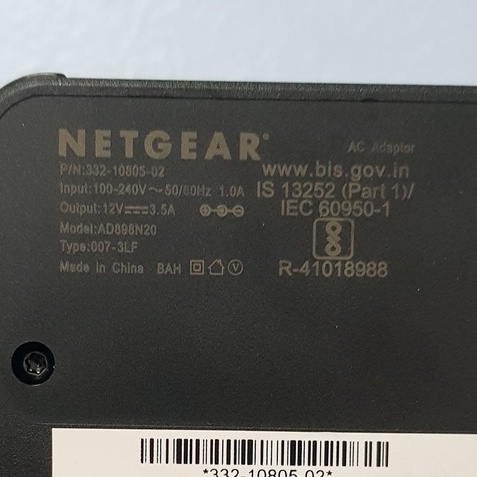 NETGEAR®
AC Adaptor
P/N:332-10805-02
www.bis.gov.in
Input:100-240V~50/60Hz 1.0A
IS 13252 (Part 1)/
IEC 60950-1
Output:12V⎓3.5A
Model:AD898N20
Type:007-3LF
R-41018988
Made in China BAH
V
*332-10805-02*